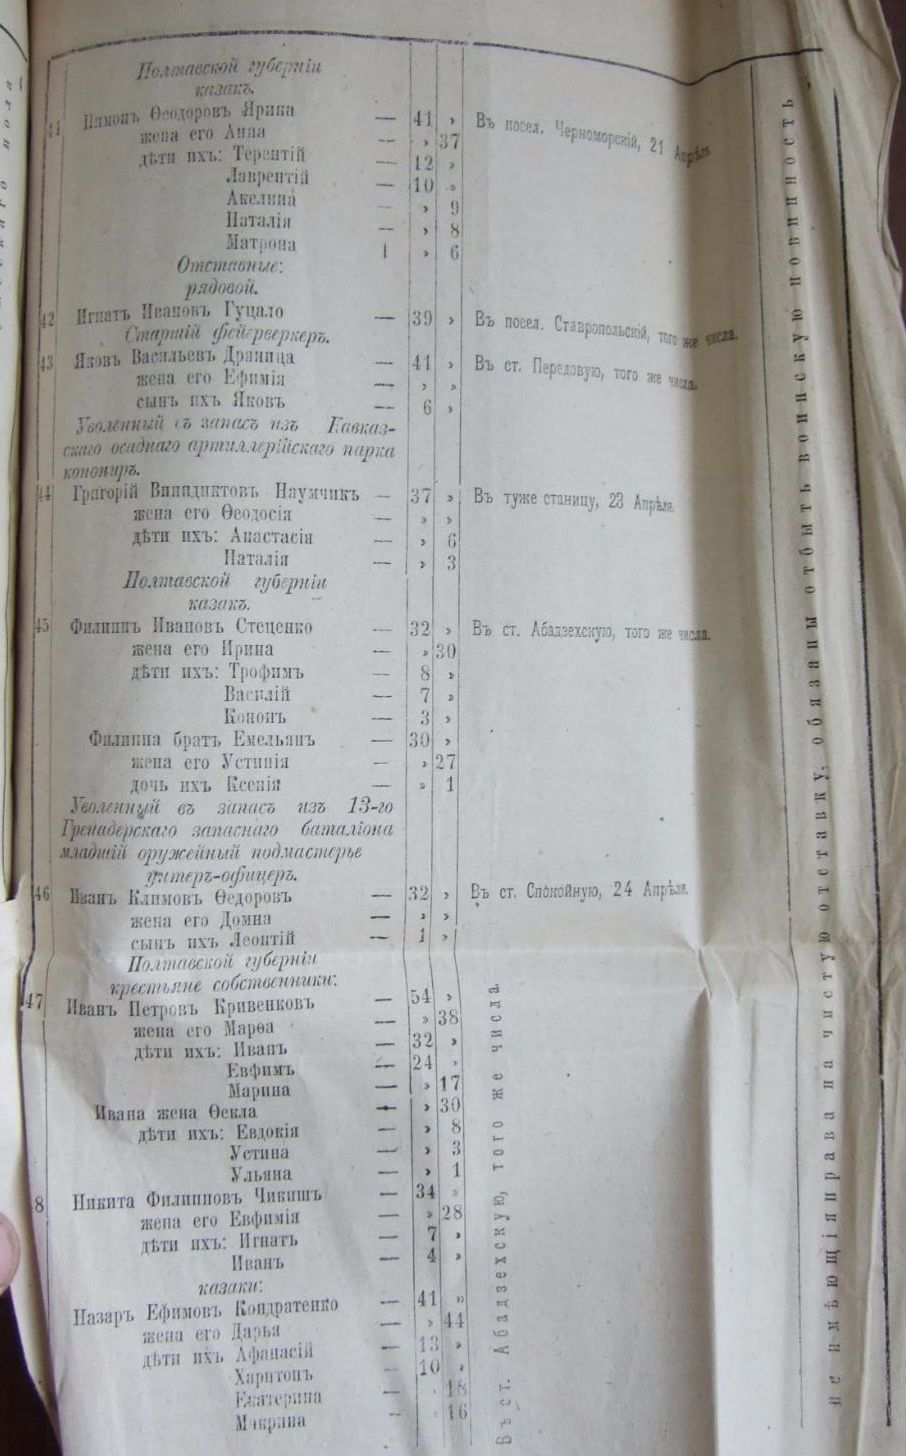 Полтавской губерніи
казакъ.
41 Пимонъ Ѳеодоровъ Ярина — 41 » Въ посел. Черноморскій, 21 Апрѣля.
жена его Анна — » 37
дѣти ихъ: Терентій — 12 »
Лаврентій — 10 »
Акелина — » 9
Наталія — » 8
Матрона » 6
Отставные:
рядовой.
42 Игнатъ Ивановъ Гуцало — 39 » Въ посел. Ставропольскій, того же числа.
Старшій фейерверкеръ.
43 Яковъ Васильевъ Дряпица — 41 » Въ ст. Передовую, того же числа.
жена его Ефимія — » »
сынъ ихъ Яковъ — 6 »
Уволенный съ запасъ изъ Кавказ-
скаго осаднаго артиллерійскаго парка
конониръ.
44 Григорій Винидиктовъ Наумчикъ — 37 » Въ туже станицу, 23 Апрѣля.
жена его Ѳеодосія — » »
дѣти ихъ: Анастасія — » 6
Наталія — » 3
Полтавской губерніи
казакъ.
45 Филиппъ Ивановъ Стеценко — 32 » Въ ст. Абадзехскую, того же числа.
жена его Ирина — » 30
дѣти ихъ: Трофимъ — 8 »
Василій — 7 »
Кононъ — 3 »
Филиппа братъ Емельянъ — 30 »
жена его Устинія — » 27
дочь ихъ Ксенія — » 1
Уволенный въ запасъ изъ 13-го
Гренадерскаго запаснаго баталіона
младшій оружейный подмастерье
унтеръ-офицеръ.
46 Иванъ Климовъ Ѳедоровъ — 32 » Въ ст. Спокойную, 24 Апрѣля.
жена его Домна — » »
сынъ ихъ Леонтій — 1 »
Полтавской губерніи
крестьяне собственники:
47 Иванъ Петровъ Кривенковъ — 54 »
жена его Марѳа — » 38
дѣти ихъ: Иванъ — 32 »
Евфимъ — 24 »
Марина — » 17
Ивана жена Ѳекла — » 30
дѣти ихъ: Евдокія — » 8
Устина — » 3
Ульяна — » 1
8 Никита Филипповъ Чикишъ — 34 »
жена его Евфимія — » 28
дѣти ихъ: Игнатъ — 7 »
Иванъ — 4 »
казаки:
Назаръ Ефимовъ Кондратенко — 41 »
жена его Дарья — » 44
дѣти ихъ Афанасій — 13 »
Харитонъ — 10 »
Екатерина — » 18
Макрина — » 16
Въ ст. Абадзехскую, того же числа
не имѣющія права на чистую отставку, обязаны отбыть воинскую повинность